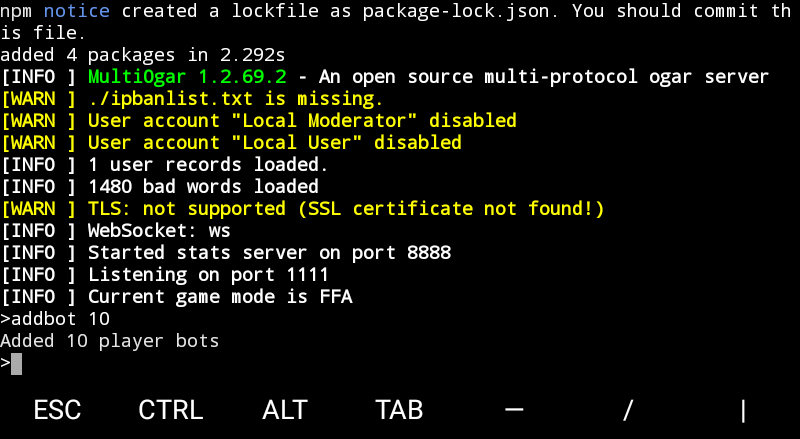 npm notice created a lockfile as package-lock.json. You should commit th
is file.
added 4 packages in 2.292s
[INFO ] MultiOgar 1.2.69.2 - An open source multi-protocol ogar server
[WARN ] ./ipbanlist.txt is missing.
[WARN ] User account "Local Moderator" disabled
[WARN ] User account "Local User" disabled
[INFO ] 1 user records loaded.
[INFO ] 1480 bad words loaded
[WARN ] TLS: not supported (SSL certificate not found!)
[INFO ] WebSocket: ws
[INFO ] Started stats server on port 8888
[INFO ] Listening on port 1111
[INFO ] Current game mode is FFA
>addbot 10
Added 10 player bots
>
ESC CTRL ALT TAB — / |